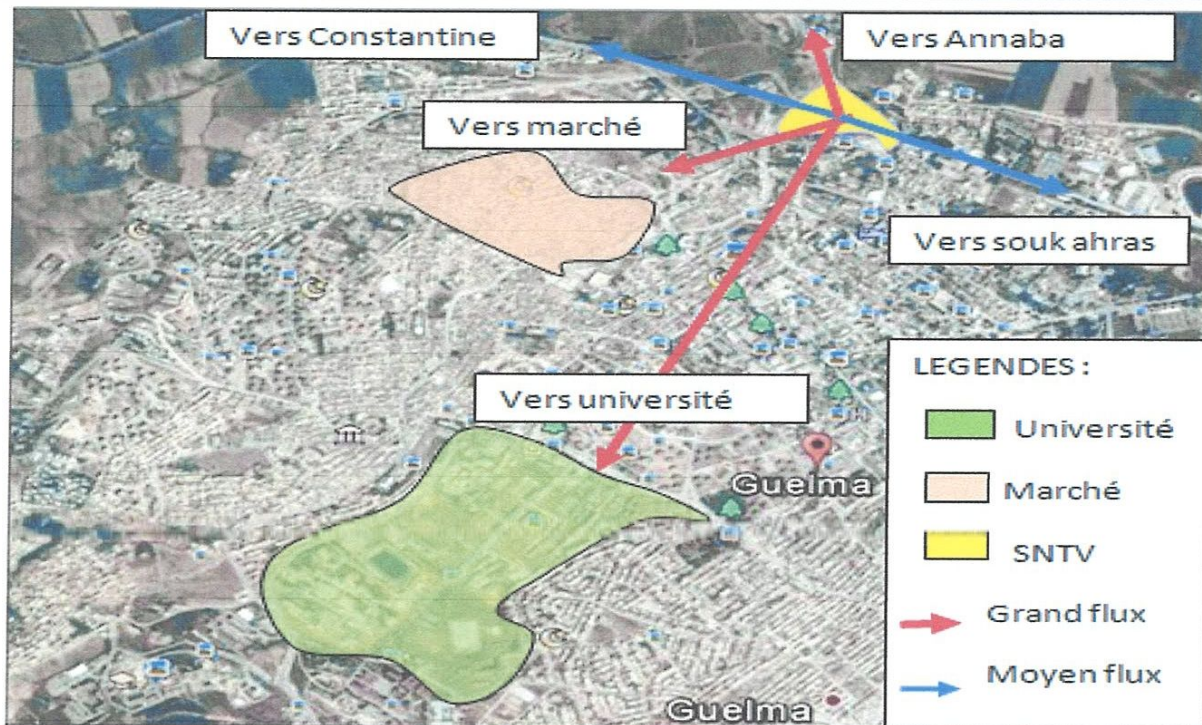 Vers Constantine
Vers Annaba
Vers marché
Vers souk ahras
Vers université
LEGENDES :
Université
Marché
SNTV
Grand flux
Moyen flux
Guelma
Guelma